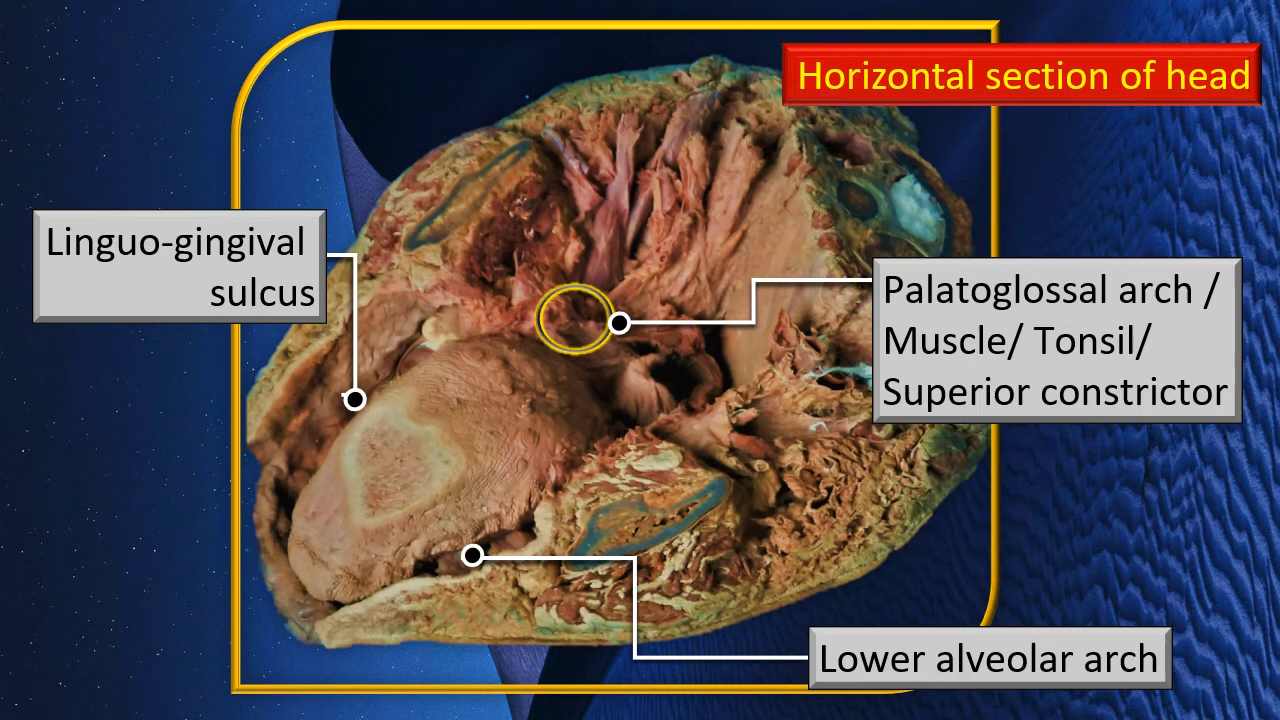 Horizontal section of head
Linguo-gingival
sulcus
Palatoglossal arch /
Muscle/ Tonsil/
Superior constrictor
Lower alveolar arch